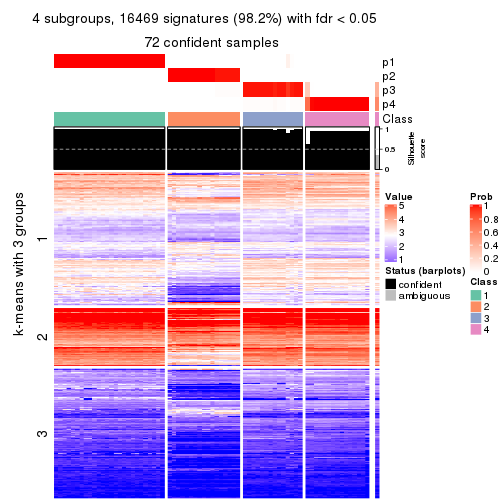 4 subgroups, 16469 signatures (98.2%) with fdr < 0.05
72 confident samples
p1
p2
p3
p4
Class
1
0.5
0
Silhouette
score
k-means with 3 groups
1
2
3
Value
5
4
3
2
1
Status (barplots)
confident
ambiguous
Prob
1
0.8
0.6
0.4
0.2
0
Class
1
2
3
4